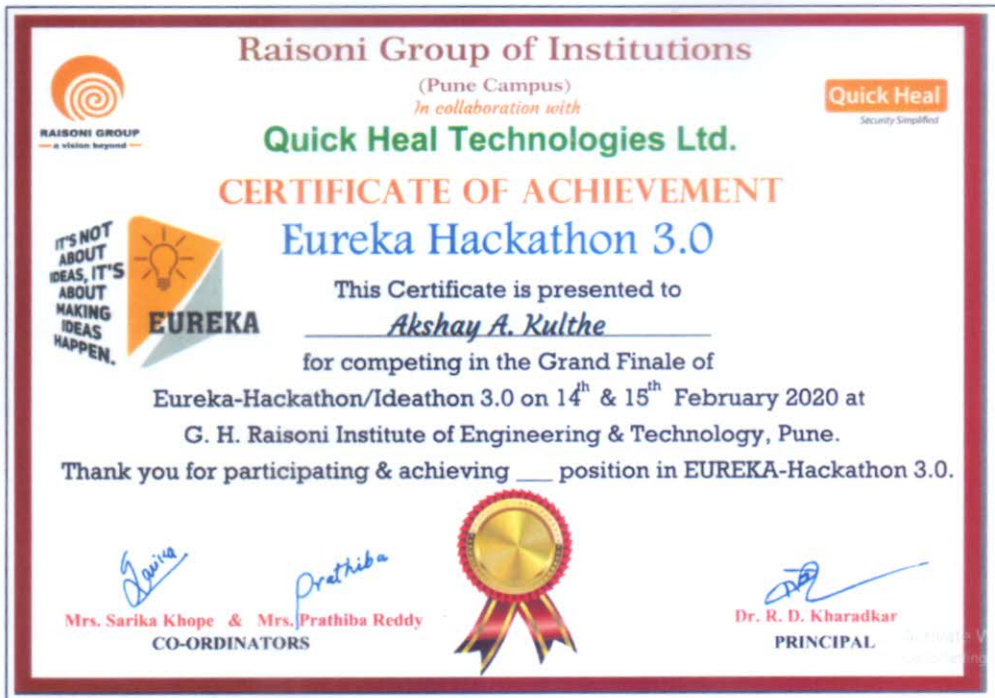 Raisoni Group of Institutions
(Pune Campus)
In collaboration with
Quick Heal Technologies Ltd.
RAISONI GROUP
a vision beyond
Quick Heal
Security Simplified
CERTIFICATE OF ACHIEVEMENT
Eureka Hackathon 3.0
IT'S NOT
ABOUT
IDEAS, IT'S
ABOUT
MAKING
IDEAS
HAPPEN.
EUREKA
This Certificate is presented to
Akshay A. Kulthe
for competing in the Grand Finale of
Eureka-Hackathon/Ideathon 3.0 on 14th & 15th February 2020 at
G. H. Raisoni Institute of Engineering & Technology, Pune.
Thank you for participating & achieving ___ position in EUREKA-Hackathon 3.0.
Sarika
Prathiba
Mrs. Sarika Khope & Mrs. Prathiba Reddy
CO-ORDINATORS
Dr. R. D. Kharadkar
PRINCIPAL